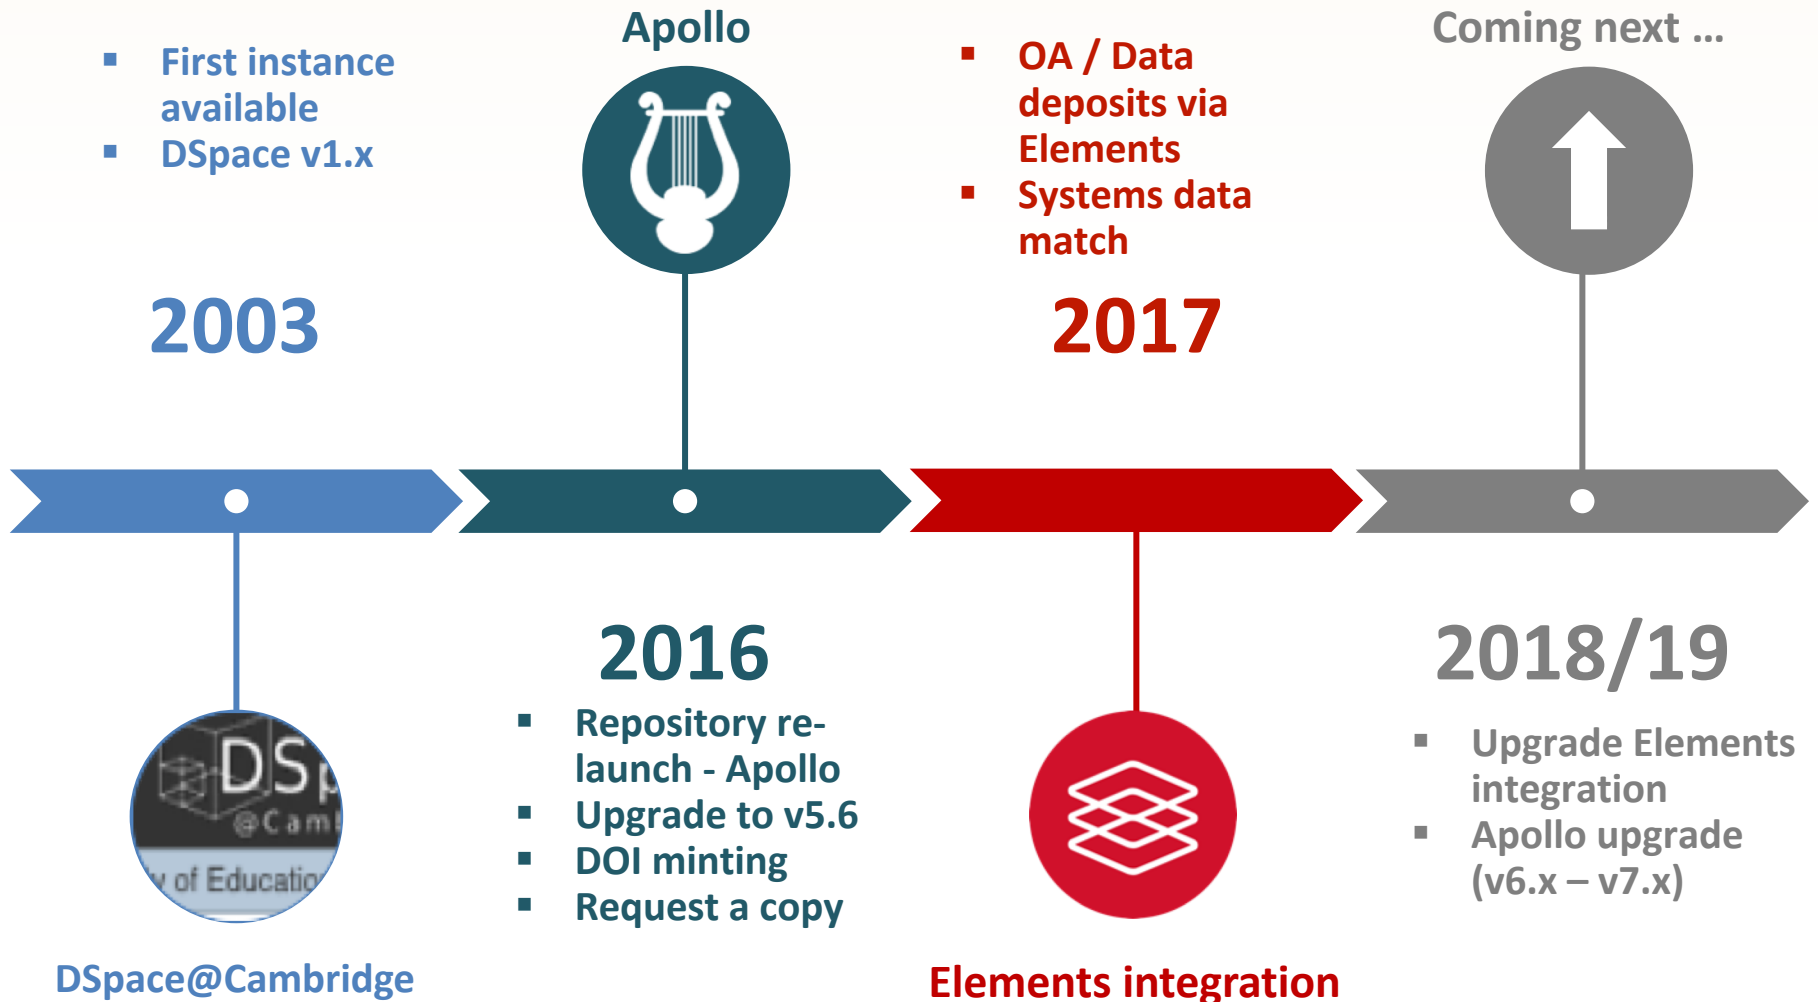 ▪ First instance
available
▪ DSpace v1.x
2003
DSp
@Cam
y of Educatio
DSpace@Cambridge
Apollo
2016
▪ Repository re-
launch - Apollo
▪ Upgrade to v5.6
▪ DOI minting
▪ Request a copy
▪ OA / Data
deposits via
Elements
▪ Systems data
match
2017
Elements integration
Coming next ...
2018/19
▪ Upgrade Elements
integration
▪ Apollo upgrade
(v6.x – v7.x)